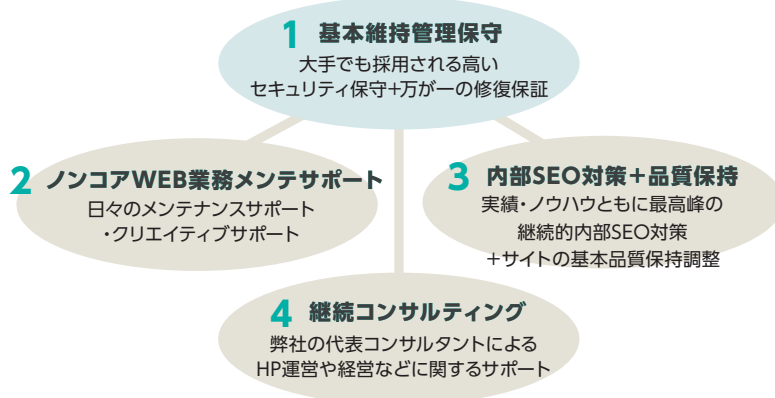 1 基本維持管理保守
大手でも採用される高い
セキュリティ保守+万が一の修復保証
2 ノンコアWEB業務メンテサポート
日々のメンテナンスサポート
・クリエイティブサポート
3 内部SEO対策+品質保持
実績・ノウハウともに最高峰の
継続的内部SEO対策
+サイトの基本品質保持調整
4 継続コンサルティング
弊社の代表コンサルタントによる
HP運営や経営などに関するサポート